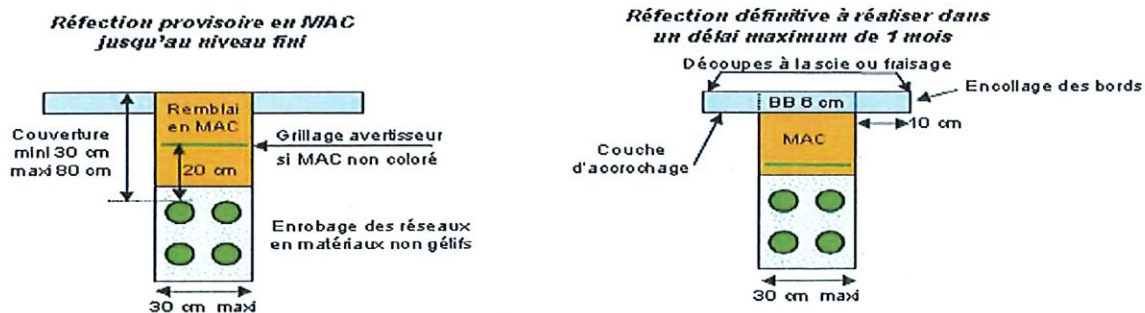 Réfection provisoire en MAC
jusqu'au niveau fini
Remblai
en MAC
Couverture
mini 30 cm
maxi 80 cm
20 cm
Grillage avertisseur
si MAC non coloré
Enrobage des réseaux
en matériaux non gélifs
30 cm maxi
Réfection définitive à réaliser dans
un délai maximum de 1 mois
Découpes à la scie ou fraisage
BB 6 cm
Encollage des bords
10 cm
MAC
Couche
d'accrochage
30 cm maxi